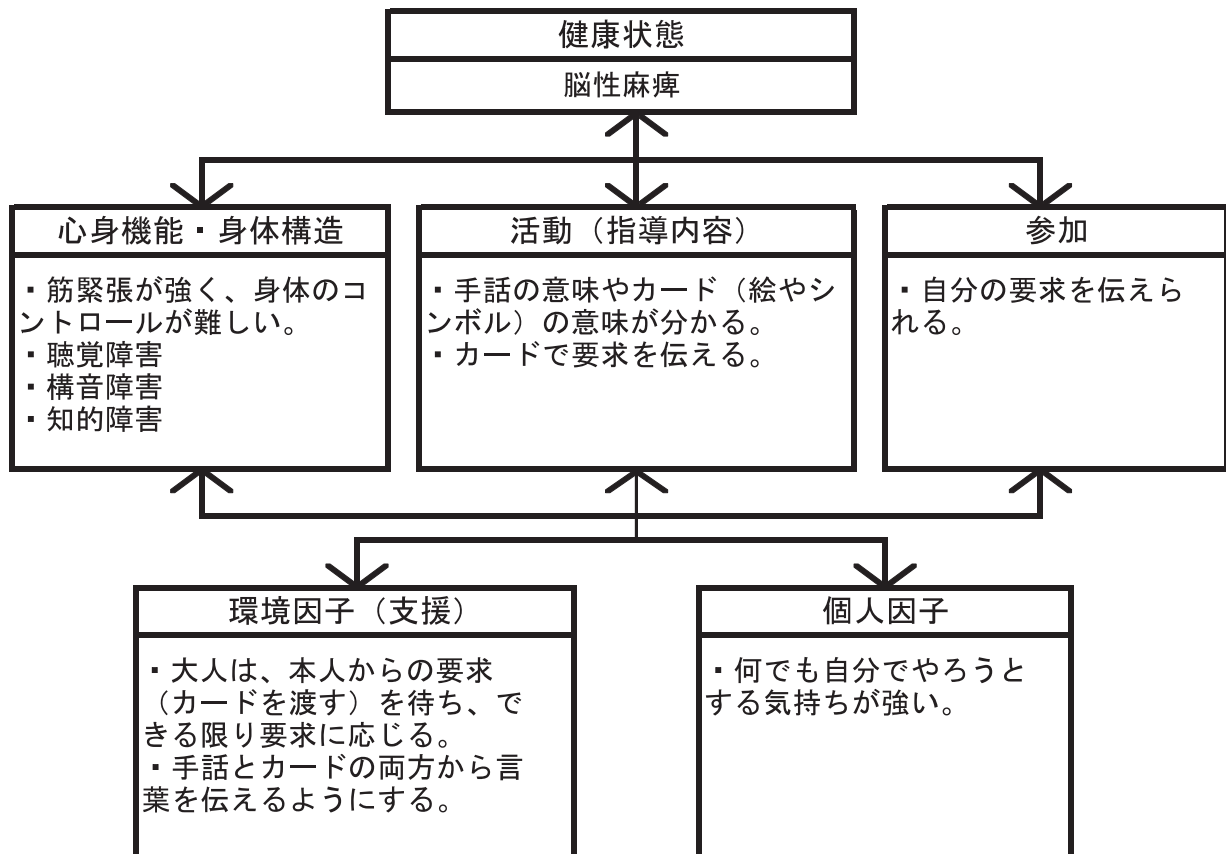 健康状態
脳性麻痺
心身機能・身体構造
・筋緊張が強く、身体のコ
ントロールが難しい。
・聴覚障害
・構音障害
・知的障害
活動（指導内容）
・手話の意味やカード（絵やシ
ンボル）の意味が分かる。
・カードで要求を伝える。
参加
・自分の要求を伝えら
れる。
環境因子（支援）
・大人は、本人からの要求
（カードを渡す）を待ち、で
きる限り要求に応じる。
・手話とカードの両方から言
葉を伝えるようにする。
個人因子
・何でも自分でやろうと
する気持ちが強い。